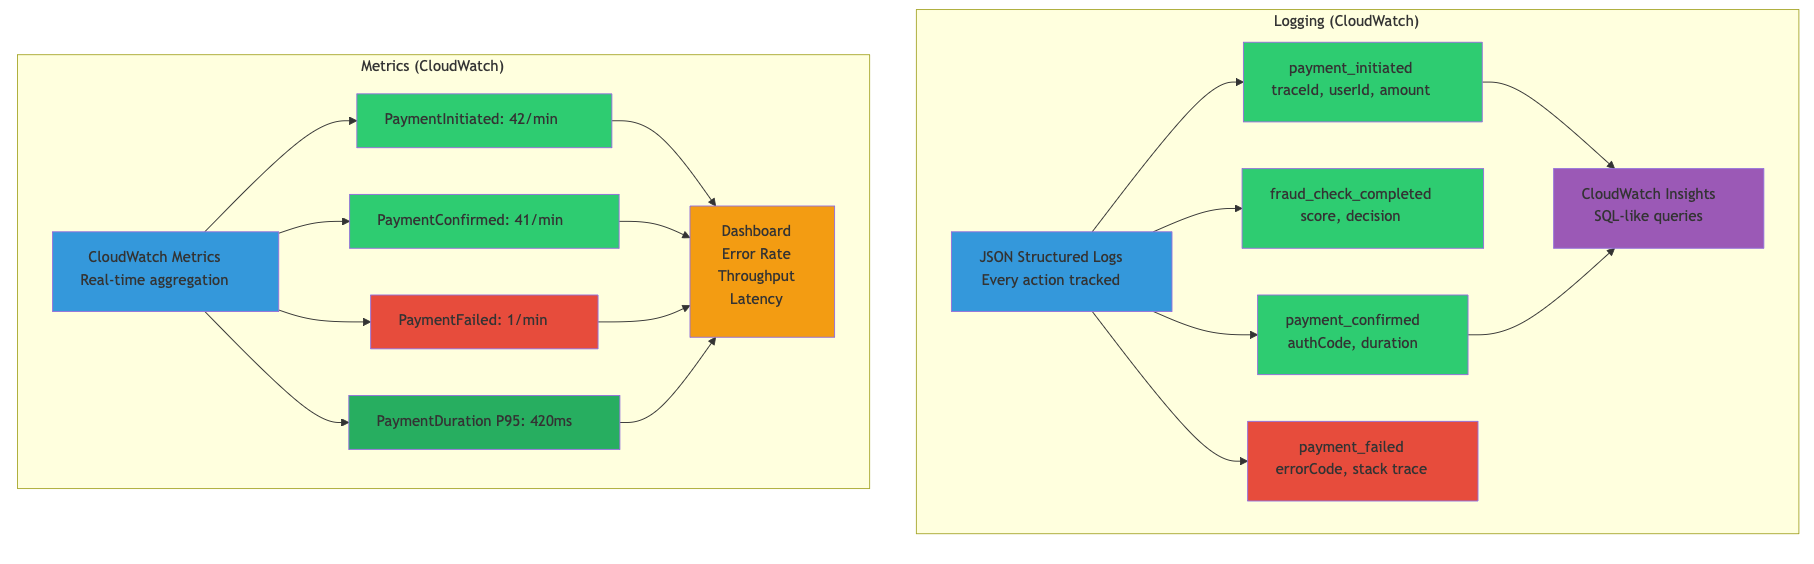 Metrics (CloudWatch)
CloudWatch Metrics
Real-time aggregation
PaymentInitiated: 42/min
PaymentConfirmed: 41/min
PaymentFailed: 1/min
PaymentDuration P95: 420ms
Dashboard
Error Rate
Throughput
Latency
Logging (CloudWatch)
JSON Structured Logs
Every action tracked
payment_initiated
traceId, userId, amount
fraud_check_completed
score, decision
payment_confirmed
authCode, duration
payment_failed
errorCode, stack trace
CloudWatch Insights
SQL-like queries